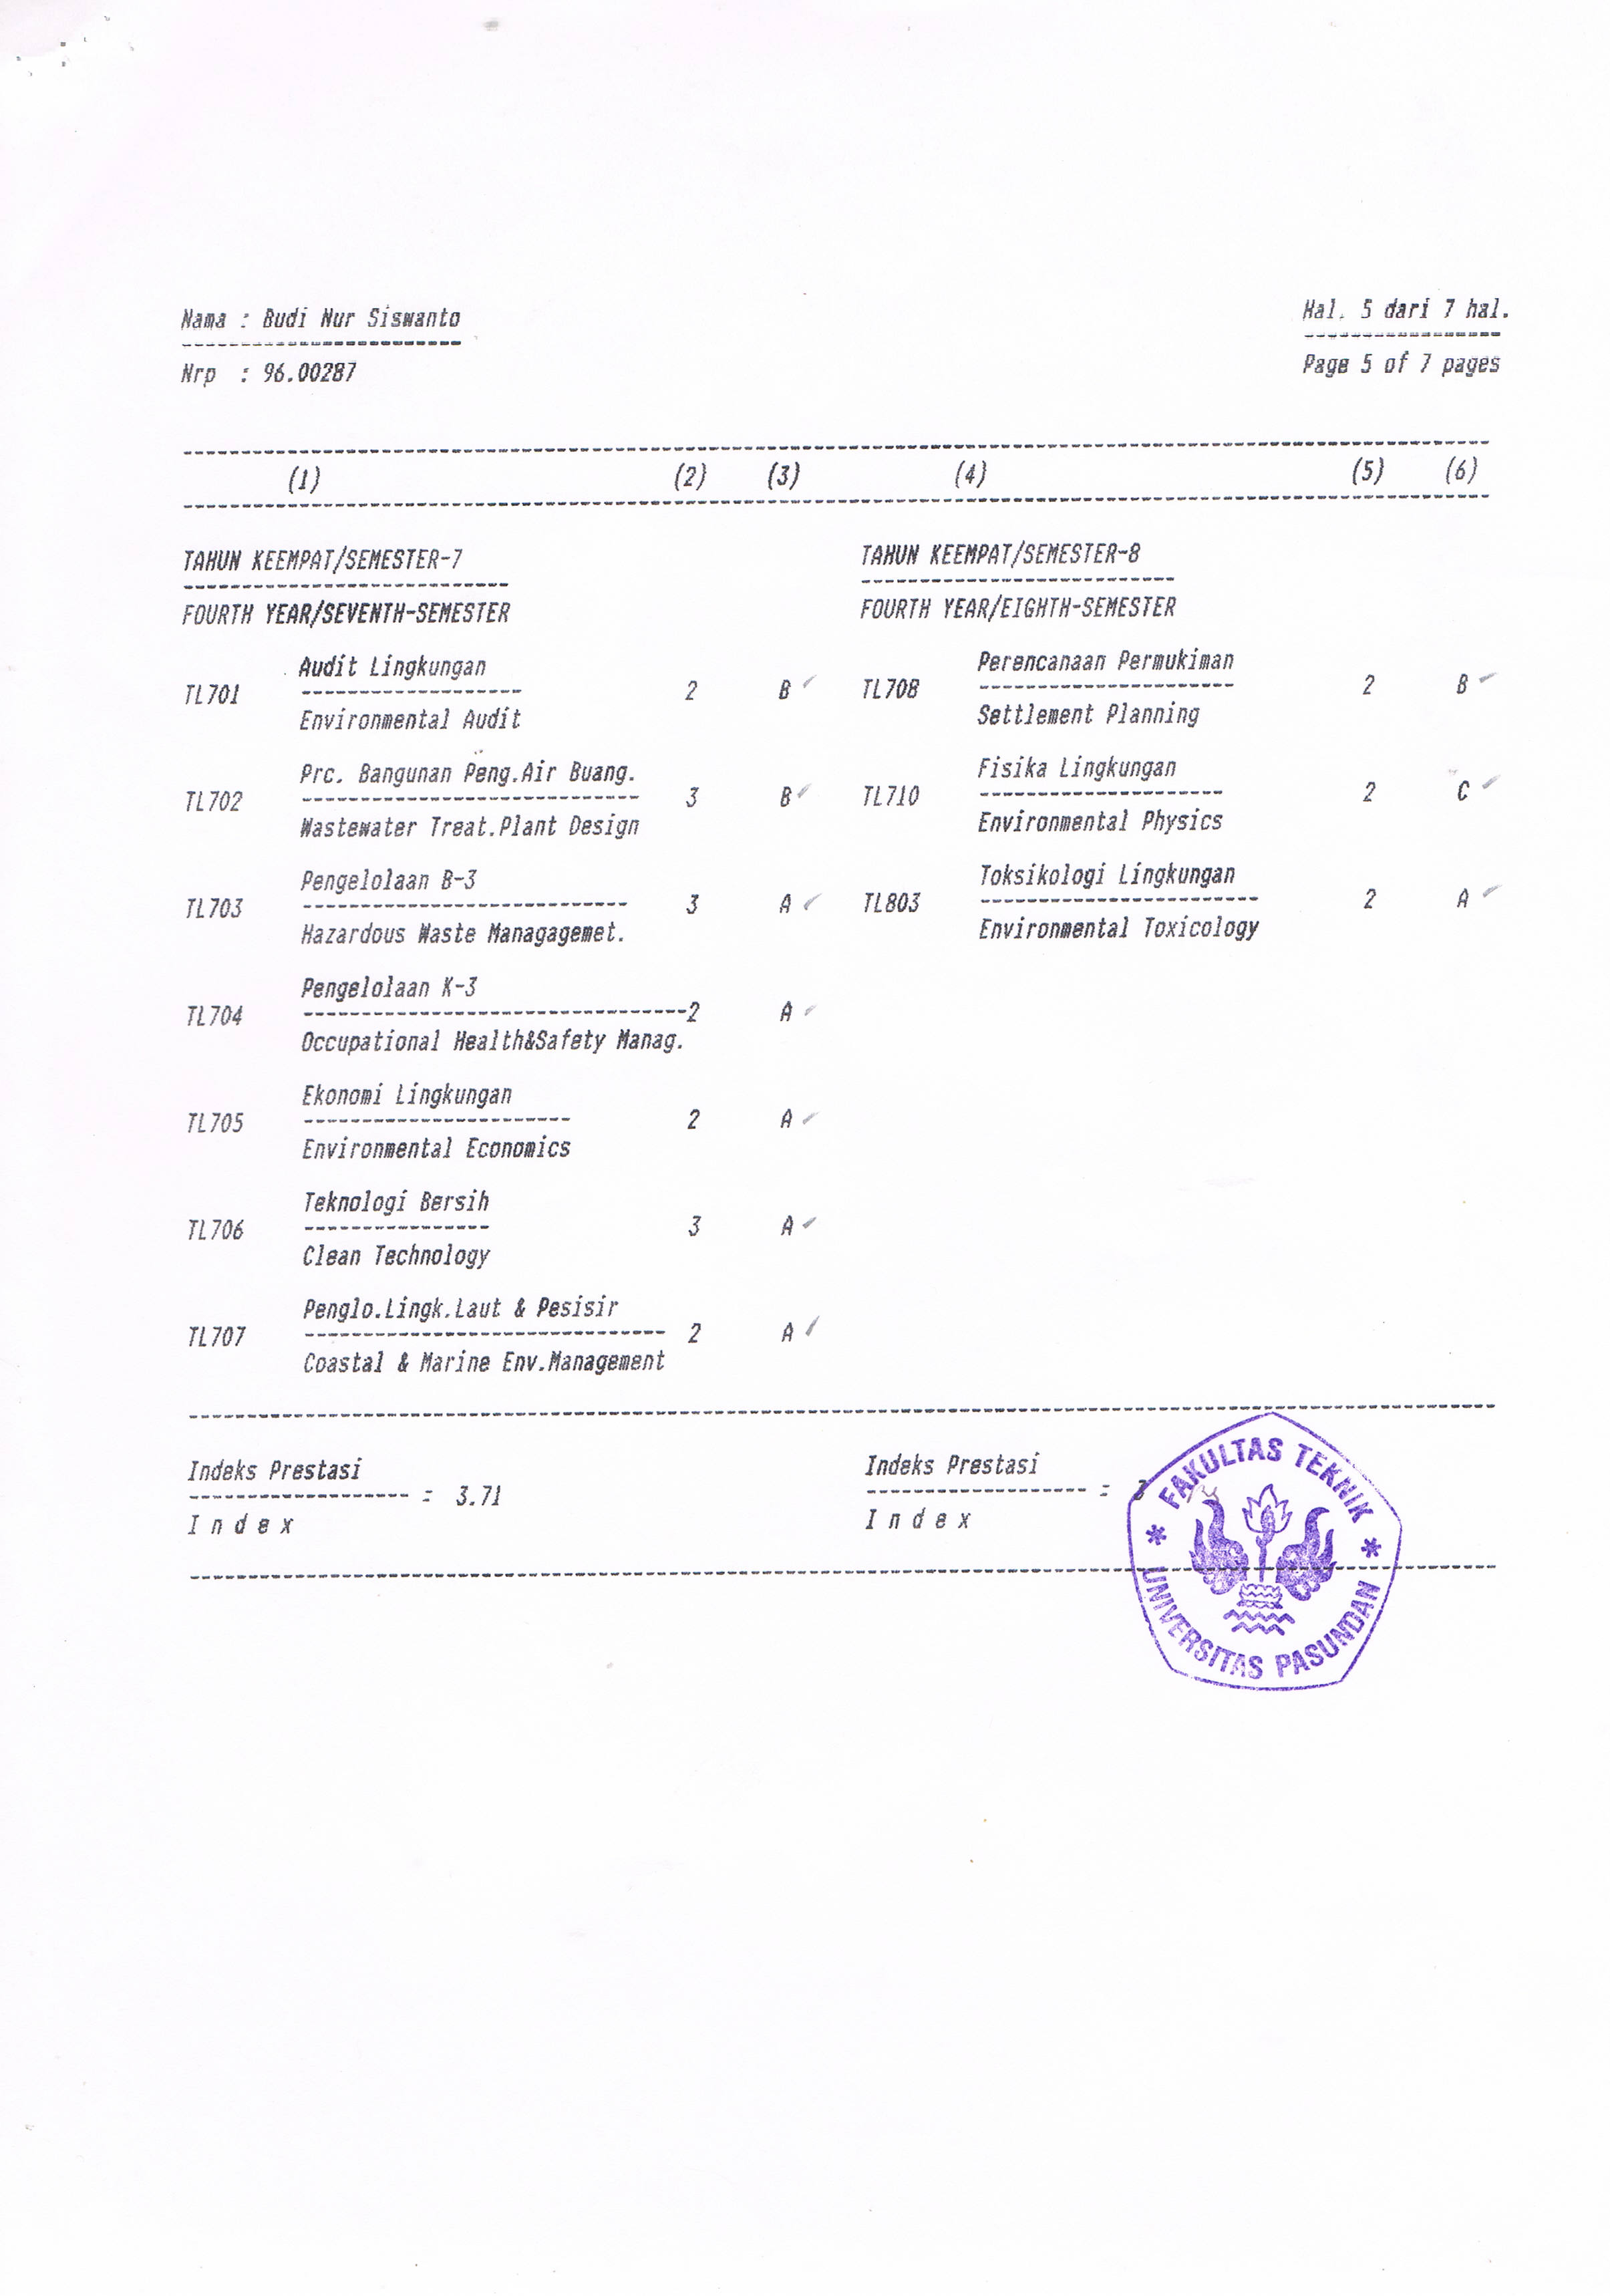 Nama : Budi Nur Siswanto
Hal. 5 dari 7 hal.
Nrp : 96.00287
Page 5 of 7 pages
(1) (2) (3) (4) (5) (6)
TAHUN KEEMPAT/SEMESTER-7
FOURTH YEAR/SEVENTH-SEMESTER
TL701 Audit Lingkungan 2 B
Environmental Audit
TL702 Prc. Bangunan Peng.Air Buang. 3 B
Wastewater Treat.Plant Design
TL703 Pengelolaan B-3 3 A
Hazardous Waste Managagemet.
TL704 Pengelolaan K-3 2 A
Occupational Health&Safety Manag.
TL705 Ekonomi Lingkungan 2 A
Environmental Economics
TL706 Teknologi Bersih 3 A
Clean Technology
TL707 Penglo.Lingk.Laut & Pesisir 2 A
Coastal & Marine Env.Management
TAHUN KEEMPAT/SEMESTER-8
FOURTH YEAR/EIGHTH-SEMESTER
TL708 Perencanaan Permukiman 2 B
Settlement Planning
TL710 Fisika Lingkungan 2 C
Environmental Physics
TL803 Toksikologi Lingkungan 2 A
Environmental Toxicology
Indeks Prestasi
= 3.71
Index
Indeks Prestasi
= 3
Index
FAKULTAS TEKNIK
UNIVERSITAS PASUNDAN